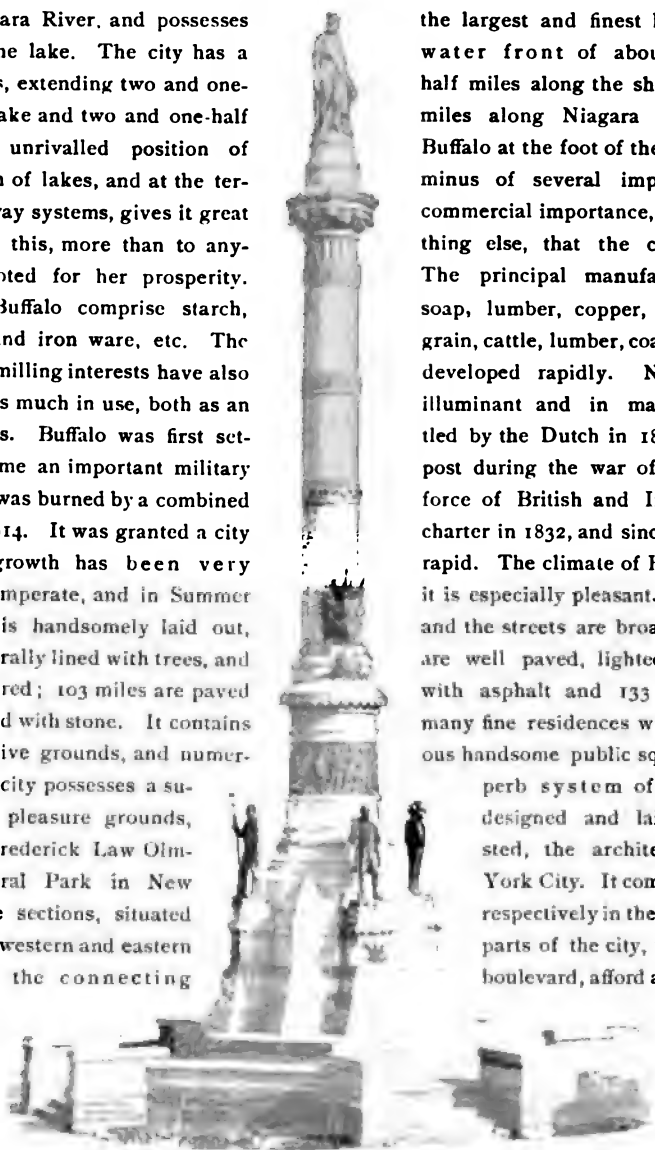 ara River, and possesses the largest and finest
he lake. The city has a water front of abou
s, extending two and one- half miles along the sh
ake and two and one-half miles along Niagara
unrivalled position of Buffalo at the foot of the
n of lakes, and at the ter- minus of several imp
vay systems, gives it great commercial importance,
this, more than to any- thing else, that the c
oted for her prosperity. The principal manufa
Buffalo comprise starch, soap, lumber, copper,
nd iron ware, etc. The grain, cattle, lumber, coa
milling interests have also developed rapidly. N
s much in use, both as an illuminant and in ma
s. Buffalo was first set- tled by the Dutch in 18
me an important military post during the war of
was burned by a combined force of British and I
14. It was granted a city charter in 1832, and sinc
growth has been very rapid. The climate of
mperate, and in Summer it is especially pleasant.
is handsomely laid out, and the streets are broa
rally lined with trees, and are well paved, lighte
red; 103 miles are paved with asphalt and 133
d with stone. It contains many fine residences w
ive grounds, and numer- ous handsome public sq
city possesses a su- perb system of
pleasure grounds, designed and la
rederick Law Olm- sted, the archite
ral Park in New York City. It com
e sections, situated respectively in the
western and eastern parts of the city,
the connecting boulevard, afford a